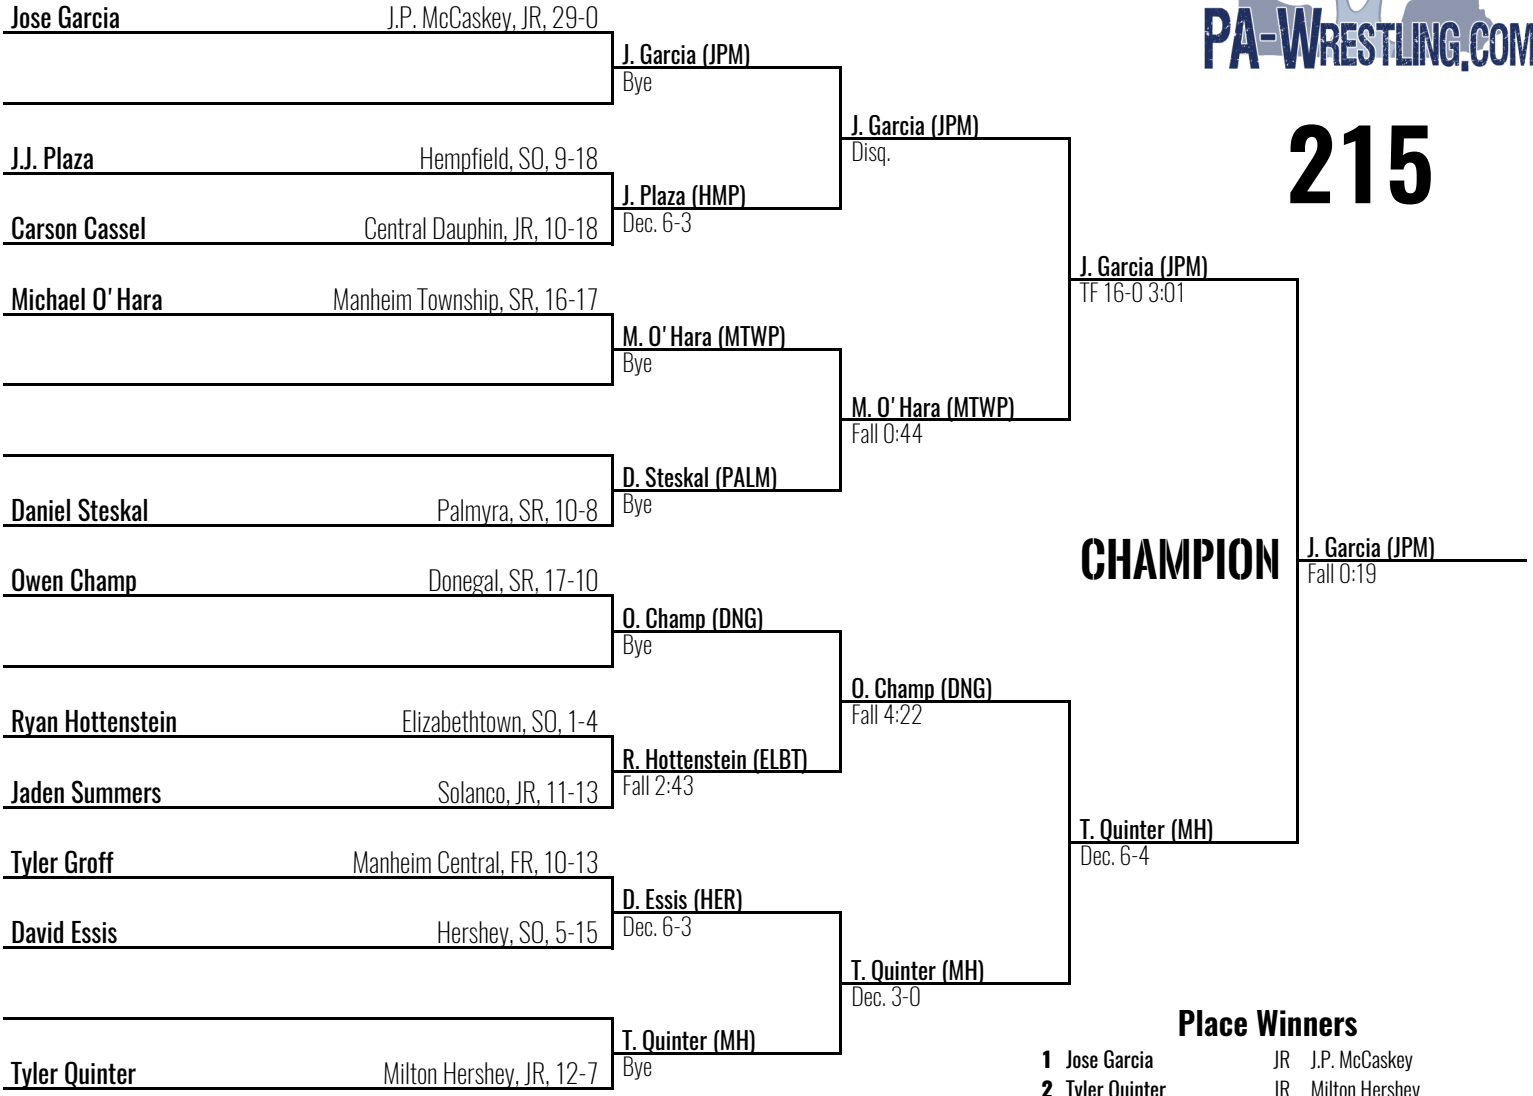 Jose Garcia J.P. McCaskey, JR, 29-0
PA-WRESTLING.COM
J. Garcia (JPM)
Bye
J. Garcia (JPM)
Disq.
215
J.J. Plaza Hempfield, SO, 9-18
J. Plaza (HMP)
Dec. 6-3
Carson Cassel Central Dauphin, JR, 10-18
J. Garcia (JPM)
TF 16-0 3:01
Michael O'Hara Manheim Township, SR, 16-17
M. O'Hara (MTWP)
Bye
M. O'Hara (MTWP)
Fall 0:44
D. Steskal (PALM)
Bye
Daniel Steskal Palmyra, SR, 10-8
CHAMPION
J. Garcia (JPM)
Fall 0:19
Owen Champ Donegal, SR, 17-10
O. Champ (DNG)
Bye
O. Champ (DNG)
Fall 4:22
Ryan Hottenstein Elizabethtown, SO, 1-4
R. Hottenstein (ELBT)
Fall 2:43
Jaden Summers Solanco, JR, 11-13
T. Quinter (MH)
Dec. 6-4
Tyler Groff Manheim Central, FR, 10-13
D. Essis (HER)
Dec. 6-3
David Essis Hershey, SO, 5-15
T. Quinter (MH)
Dec. 3-0
T. Quinter (MH)
Bye
Tyler Quinter Milton Hershey, JR, 12-7
Place Winners
1 Jose Garcia JR J.P. McCaskey
2 Tyler Quinter JR Milton Hershey